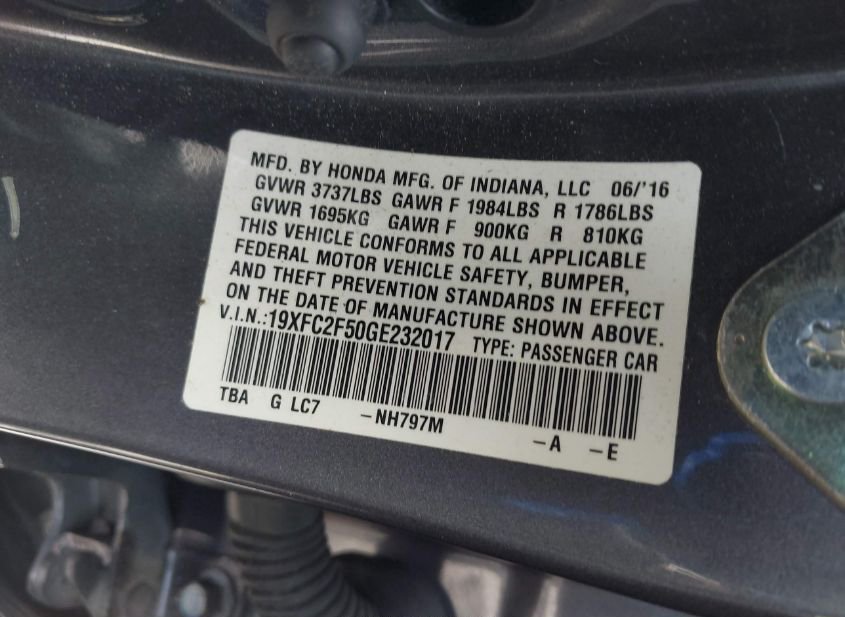 MFD. BY HONDA MFG. OF INDIANA, LLC 06/'16
GVWR 3737LBS GAWR F 1984LBS R 1786LBS
GVWR 1695KG GAWR F 900KG R 810KG
THIS VEHICLE CONFORMS TO ALL APPLICABLE
FEDERAL MOTOR VEHICLE SAFETY, BUMPER,
AND THEFT PREVENTION STANDARDS IN EFFECT
ON THE DATE OF MANUFACTURE SHOWN ABOVE.
V.I.N.:19XFC2F50GE232017 TYPE: PASSENGER CAR
TBA G LC7 -NH797M -A -E